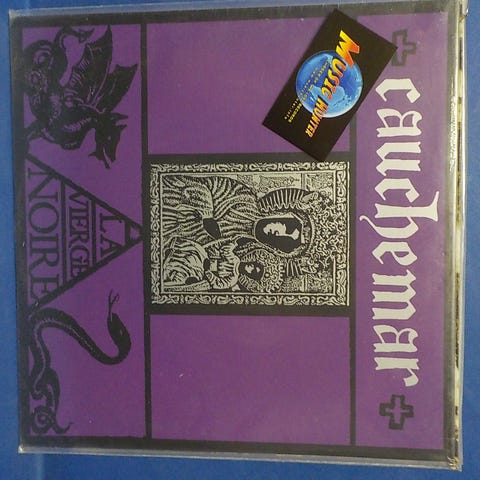 cauchemar
LA
VIERGE
NOIRE
MUSIC HUNTER